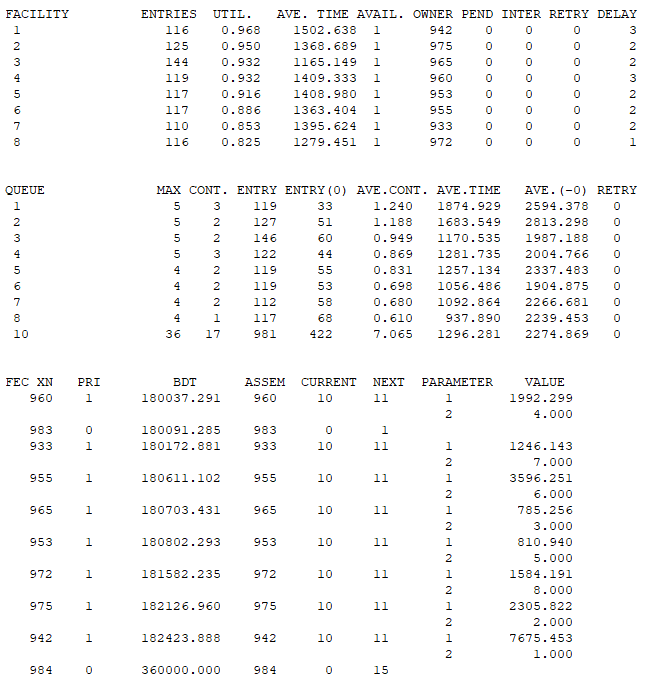 FACILITY ENTRIES UTIL. AVE. TIME AVAIL. OWNER PEND INTER RETRY DELAY
1 116 0.968 1502.638 1 942 0 0 0 3
2 125 0.950 1368.689 1 975 0 0 0 2
3 144 0.932 1165.149 1 965 0 0 0 2
4 119 0.932 1409.333 1 960 0 0 0 3
5 117 0.916 1408.980 1 953 0 0 0 2
6 117 0.886 1363.404 1 955 0 0 0 2
7 110 0.853 1395.624 1 933 0 0 0 2
8 116 0.825 1279.451 1 972 0 0 0 1
QUEUE MAX CONT. ENTRY ENTRY(0) AVE.CONT. AVE.TIME AVE.(-0) RETRY
1 5 3 119 33 1.240 1874.929 2594.378 0
2 5 2 127 51 1.188 1683.549 2813.298 0
3 5 2 146 60 0.949 1170.535 1987.188 0
4 5 3 122 44 0.869 1281.735 2004.766 0
5 4 2 119 55 0.831 1257.134 2337.483 0
6 4 2 119 53 0.698 1056.486 1904.875 0
7 4 2 112 58 0.680 1092.864 2266.681 0
8 4 1 117 68 0.610 937.890 2239.453 0
10 36 17 981 422 7.065 1296.281 2274.869 0
FEC XN PRI BDT ASSEM CURRENT NEXT PARAMETER VALUE
960 1 180037.291 960 10 11 1 1992.299
2 4.000
983 0 180091.285 983 0 1
933 1 180172.881 933 10 11 1 1246.143
2 7.000
955 1 180611.102 955 10 11 1 3596.251
2 6.000
965 1 180703.431 965 10 11 1 785.256
2 3.000
953 1 180802.293 953 10 11 1 810.940
2 5.000
972 1 181582.235 972 10 11 1 1584.191
2 8.000
975 1 182126.960 975 10 11 1 2305.822
2 2.000
942 1 182423.888 942 10 11 1 7675.453
2 1.000
984 0 360000.000 984 0 15